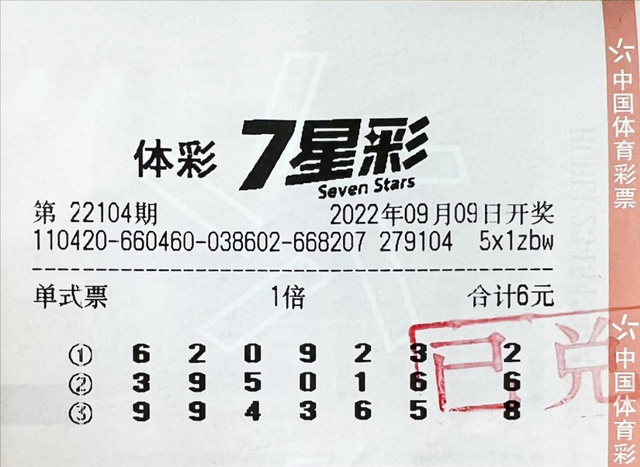 体彩 7星彩
Seven Stars
第 22104期 2022年09月09日开奖
110420-660460-038602-668207 279104 5x1zbw
单式票 1倍 合计6元
① 6 2 0 9 2 3 2
② 3 9 5 0 1 6 6
③ 9 9 4 3 6 5 8
已兑
中国体育彩票
中国体育彩